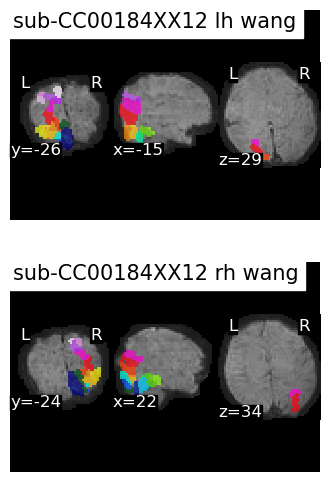 sub-CC00184XX12 lh wang
L R L R
y=-26 x=-15 z=29
sub-CC00184XX12 rh wang
L R L R
y=-24 x=22 z=34